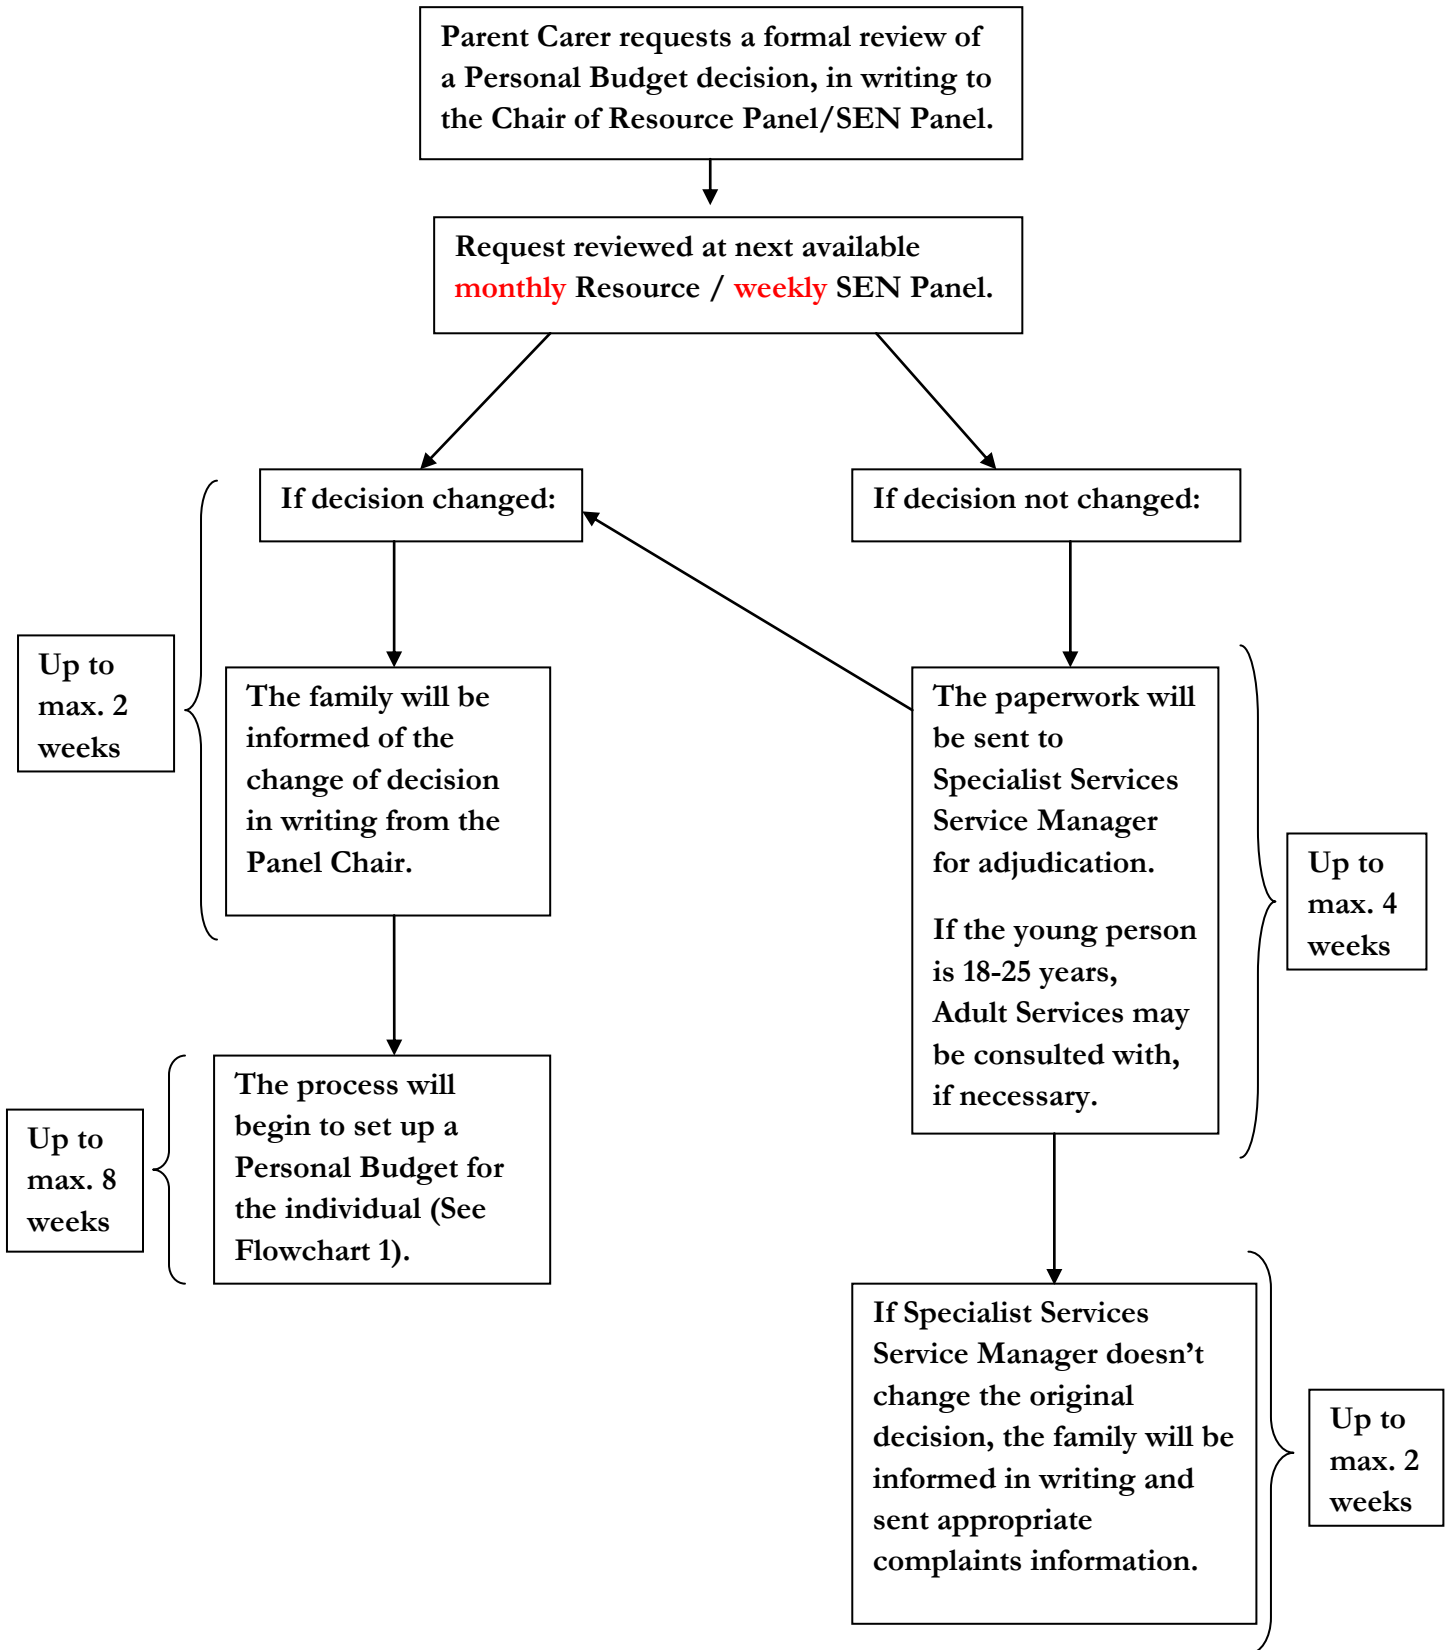 Parent Carer requests a formal review of
a Personal Budget decision, in writing to
the Chair of Resource Panel/SEN Panel.
Request reviewed at next available
monthly Resource / weekly SEN Panel.
If decision changed:
If decision not changed:
Up to
max. 2
weeks
The family will be
informed of the
change of decision
in writing from the
Panel Chair.
The paperwork will
be sent to
Specialist Services
Service Manager
for adjudication.
If the young person
is 18-25 years,
Adult Services may
be consulted with,
if necessary.
Up to
max. 4
weeks
Up to
max. 8
weeks
The process will
begin to set up a
Personal Budget for
the individual (See
Flowchart 1).
If Specialist Services
Service Manager doesn’t
change the original
decision, the family will be
informed in writing and
sent appropriate
complaints information.
Up to
max. 2
weeks